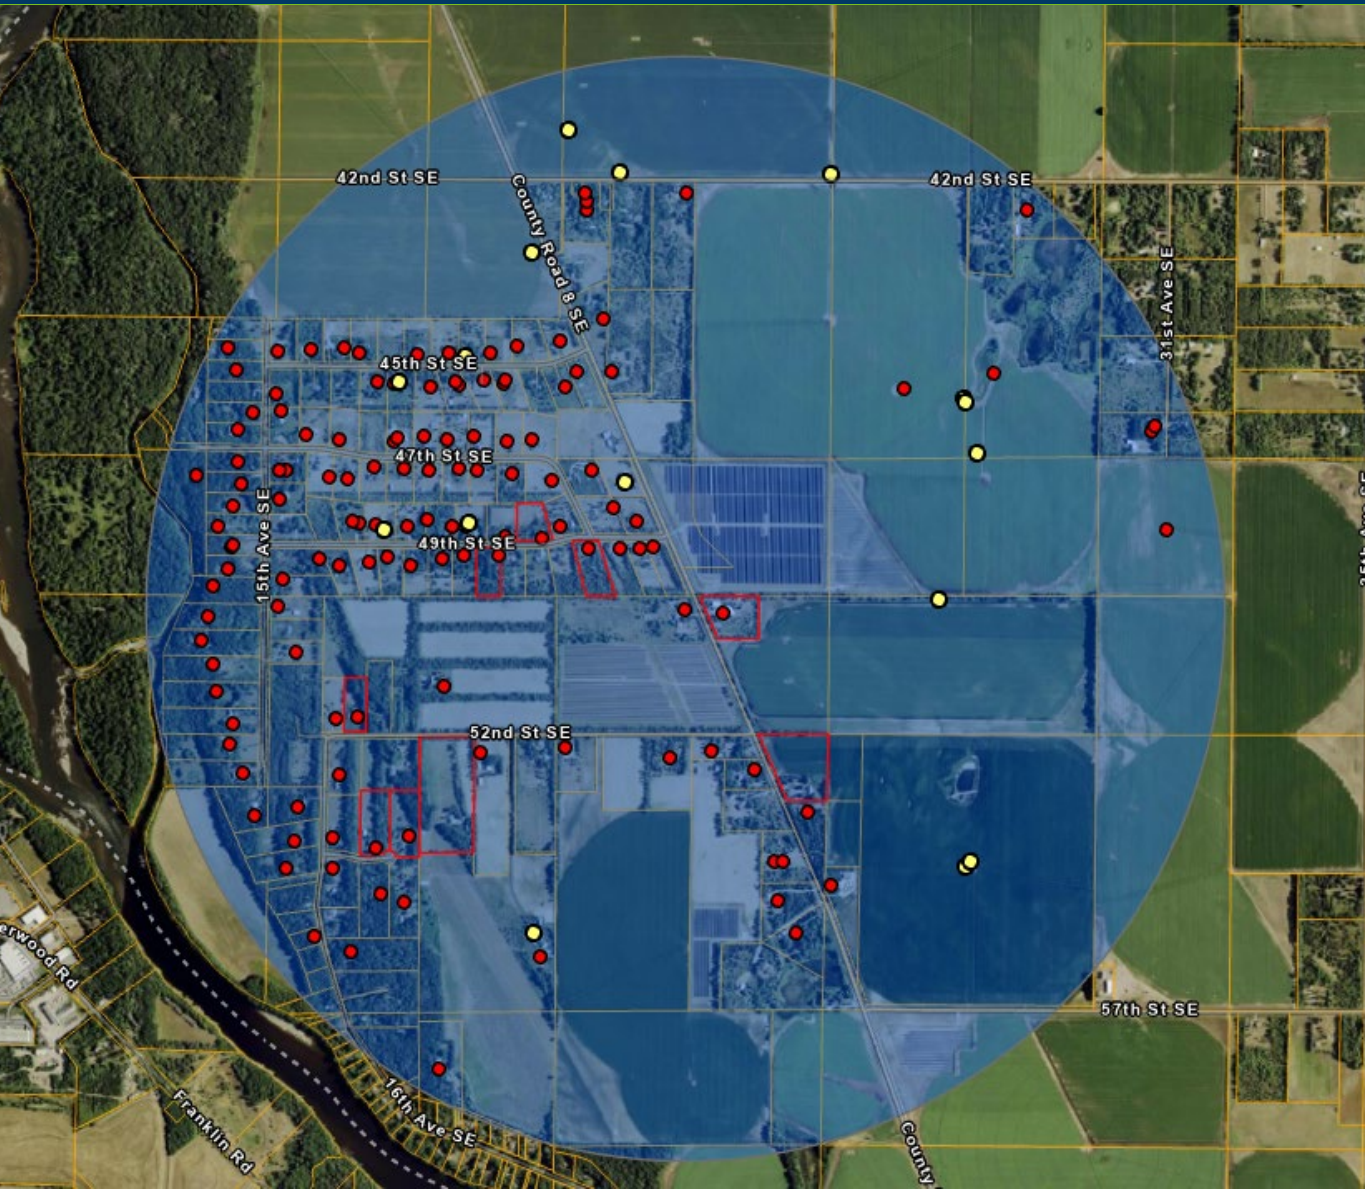 42nd St SE
42nd St SE
County Road 8 SE
31st Ave SE
45th St SE
47th St SE
15th Ave SE
49th St SE
52nd St SE
erwood Rd
57th St SE
16th Ave SE
Franklin Rd
County